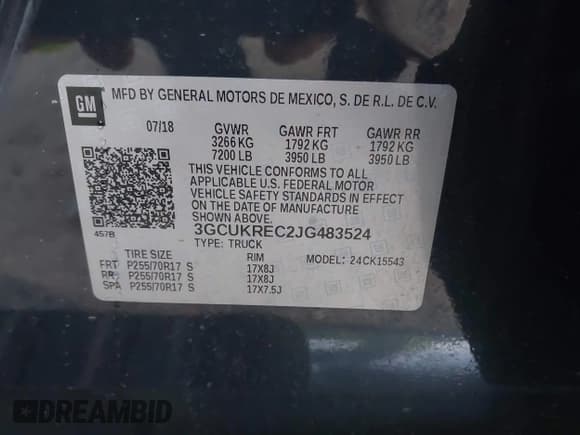 GM
MFD BY GENERAL MOTORS DE MEXICO, S. DE R.L. DE C.V.
07/18 GVWR GAWR FRT GAWR RR
3266 KG 1792 KG 1792 KG
7200 LB 3950 LB 3950 LB
THIS VEHICLE CONFORMS TO ALL
APPLICABLE U.S. FEDERAL MOTOR
VEHICLE SAFETY STANDARDS IN EFFECT
ON THE DATE OF MANUFACTURE
SHOWN ABOVE.
457B 3GCUKREC2JG483524
TYPE: TRUCK
TIRE SIZE RIM MODEL: 24CK15543
FRT P255/70R17 S 17X8J
RR P255/70R17 S 17X8J
SPA P255/70R17 S 17X7.5J
DREAMBID